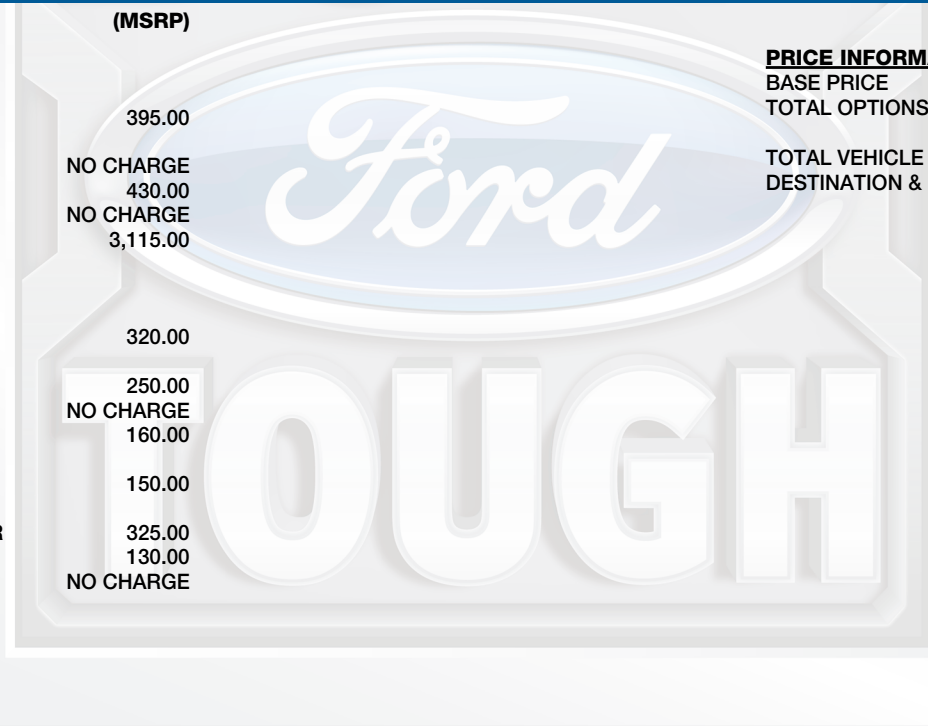 (MSRP)
395.00
NO CHARGE
430.00
NO CHARGE
3,115.00
320.00
250.00
NO CHARGE
160.00
150.00
R
325.00
130.00
NO CHARGE
PRICE INFORMA
BASE PRICE
TOTAL OPTIONS
TOTAL VEHICLE
DESTINATION &
Ford
TOUGH